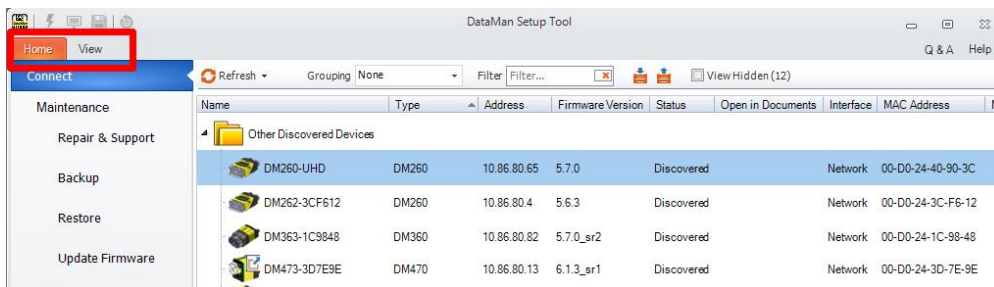 DataMan Setup Tool
Home View Q & A Help
Connect Refresh Grouping None Filter Filter... View Hidden (12)
Maintenance Name Type Address Firmware Version Status Open in Documents Interface MAC Address
Repair & Support Other Discovered Devices
DM260-UHD DM260 10.86.80.65 5.7.0 Discovered Network 00-D0-24-40-90-3C
Backup
DM262-3CF612 DM260 10.86.80.4 5.6.3 Discovered Network 00-D0-24-3C-F6-12
Restore
DM363-1C9848 DM360 10.86.80.82 5.7.0_sr2 Discovered Network 00-D0-24-1C-98-48
Update Firmware
DM473-3D7E9E DM470 10.86.80.13 6.1.3_sr1 Discovered Network 00-D0-24-3D-7E-9E